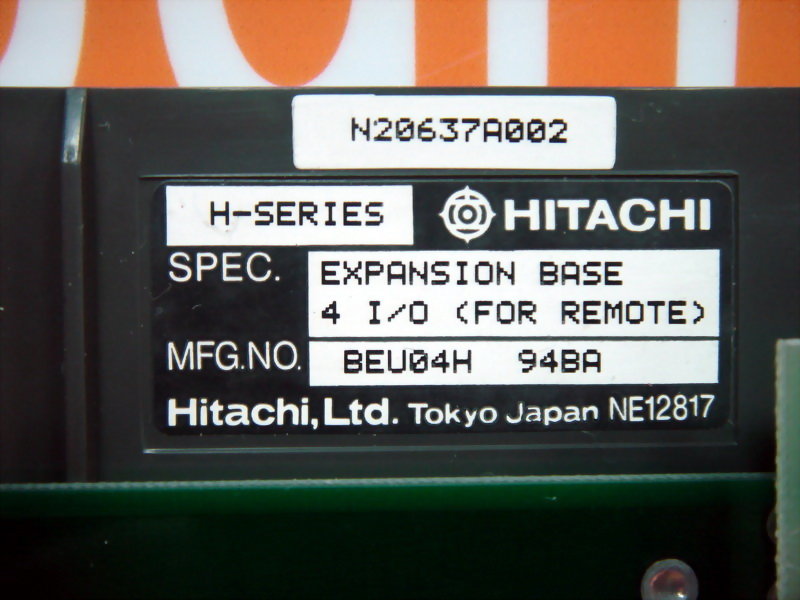 N20637A002
H-SERIES HITACHI
SPEC. EXPANSION BASE
4 I/O (FOR REMOTE)
MFG.NO. BEU04H 94BA
Hitachi,Ltd. Tokyo Japan NE12817